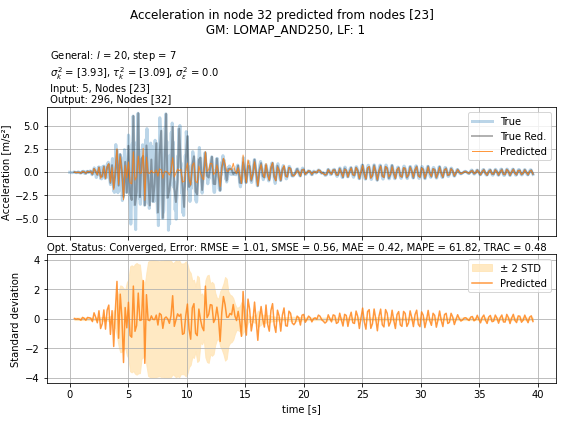 Acceleration in node 32 predicted from nodes [23]
GM: LOMAP_AND250, LF: 1
General: l = 20, step = 7
σ_k² = [3.93], τ_k² = [3.09], σ_ε² = 0.0
Input: 5, Nodes [23]
Output: 296, Nodes [32]
Acceleration [m/s²]
5.0
2.5
0.0
−2.5
−5.0
True
True Red.
Predicted
Opt. Status: Converged, Error: RMSE = 1.01, SMSE = 0.56, MAE = 0.42, MAPE = 61.82, TRAC = 0.48
Standard deviation
4
2
0
−2
−4
± 2 STD
Predicted
0 5 10 15 20 25 30 35 40
time [s]